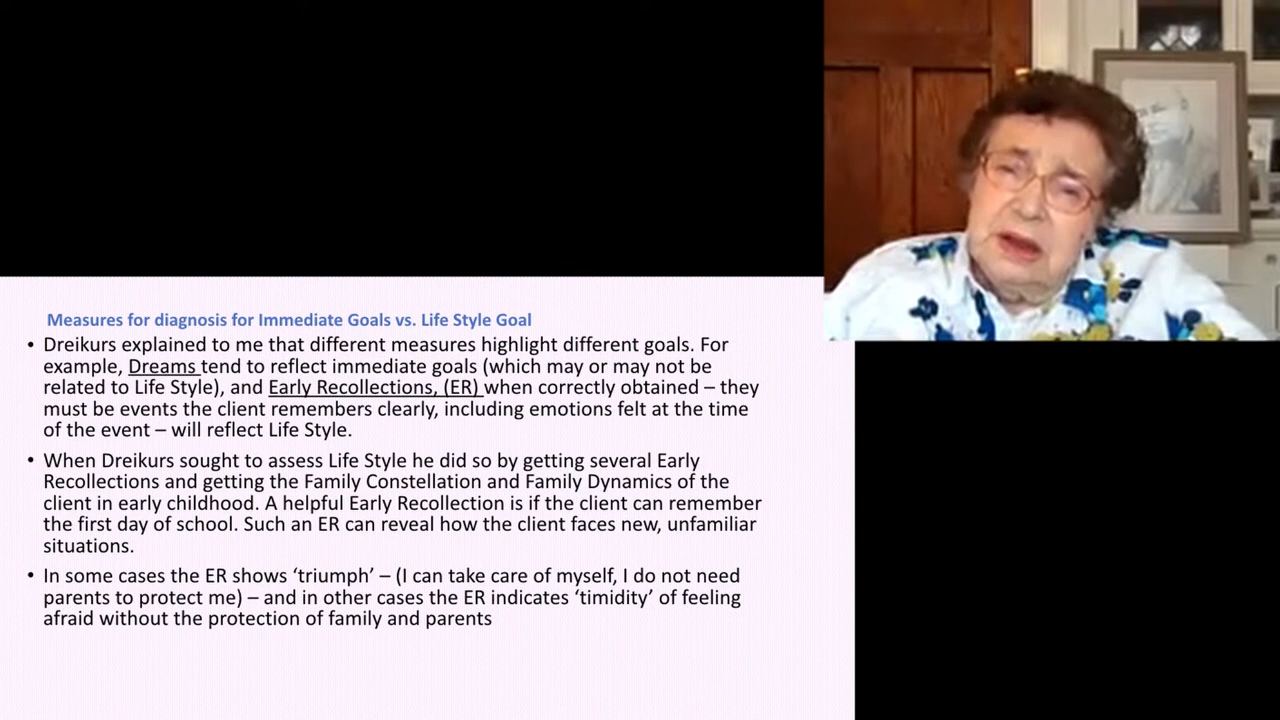 Measures for diagnosis for Immediate Goals vs. Life Style Goal
• Dreikurs explained to me that different measures highlight different goals. For
example, Dreams tend to reflect immediate goals (which may or may not be
related to Life Style), and Early Recollections, (ER) when correctly obtained – they
must be events the client remembers clearly, including emotions felt at the time
of the event – will reflect Life Style.
• When Dreikurs sought to assess Life Style he did so by getting several Early
Recollections and getting the Family Constellation and Family Dynamics of the
client in early childhood. A helpful Early Recollection is if the client can remember
the first day of school. Such an ER can reveal how the client faces new, unfamiliar
situations.
• In some cases the ER shows ‘triumph’ – (I can take care of myself, I do not need
parents to protect me) – and in other cases the ER indicates ‘timidity’ of feeling
afraid without the protection of family and parents